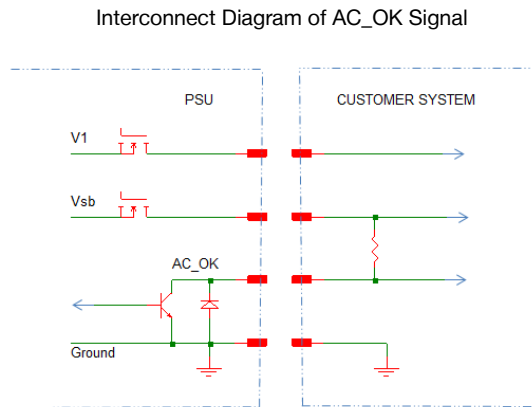 Interconnect Diagram of AC_OK Signal
PSU
CUSTOMER SYSTEM
V1
Vsb
AC_OK
Ground